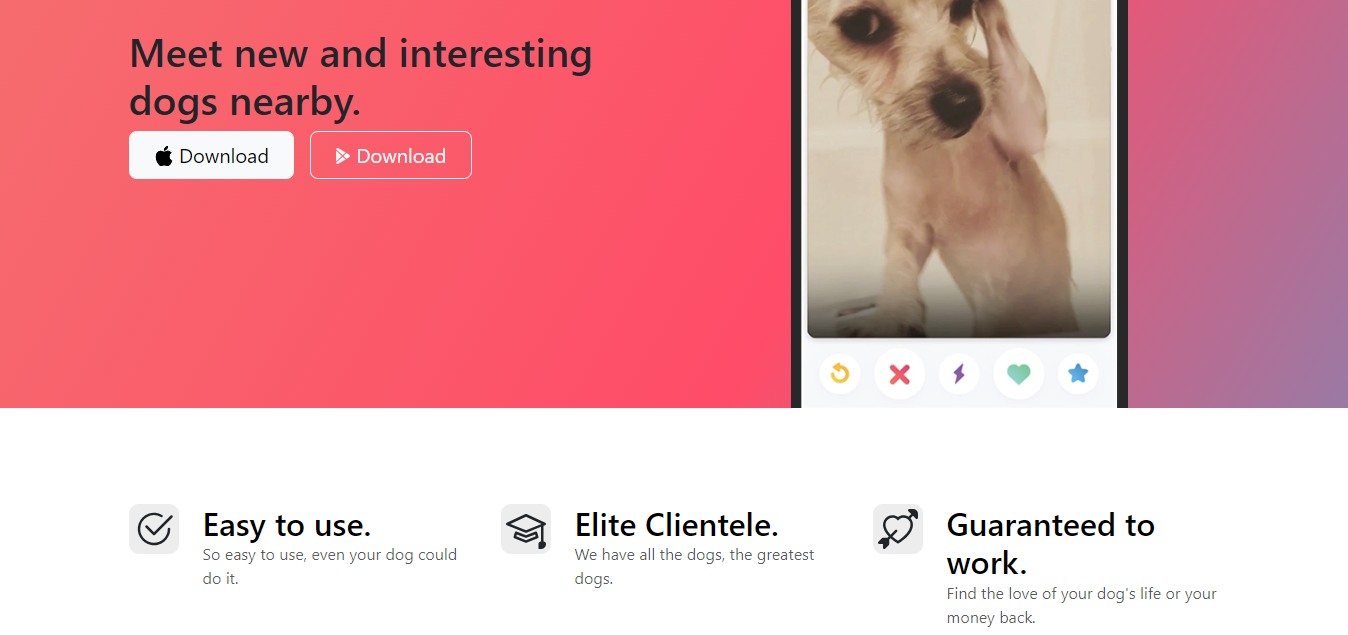 Meet new and interesting
dogs nearby.
Download
Download
Easy to use.
So easy to use, even your dog could
do it.
Elite Clientele.
We have all the dogs, the greatest
dogs.
Guaranteed to
work.
Find the love of your dog's life or your
money back.